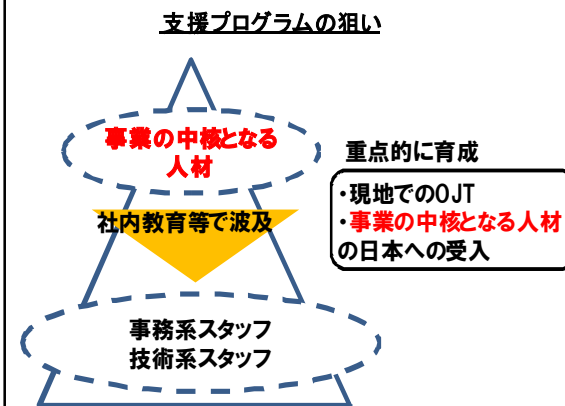 支援プログラムの狙い
事業の中核となる
人材
重点的に育成
・現地でのOJT
・事業の中核となる人材
の日本への受入
社内教育等で波及
事務系スタッフ
技術系スタッフ